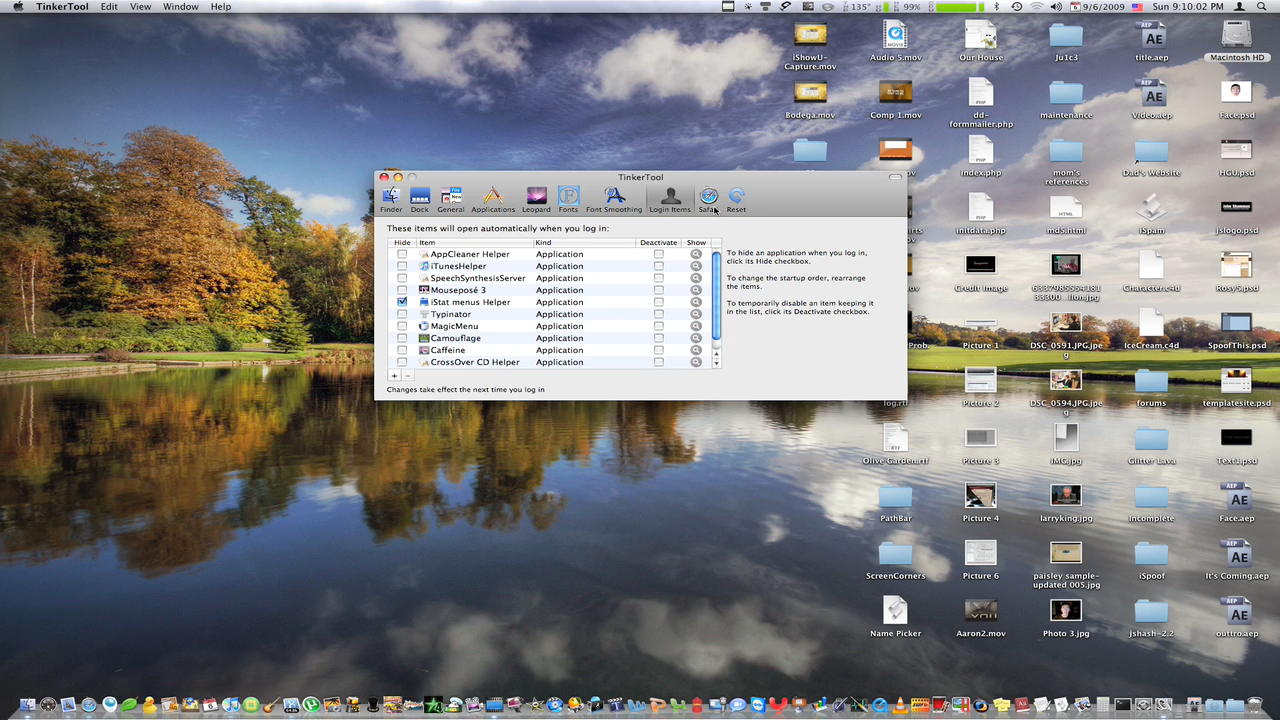 TinkerTool Edit View Window Help
135° 99% 9/6/2009 Sun 9:10:02 PM
iShowU-Capture.mov
Audio 5.mov
Our House
Ju1c3
title.aep
Macintosh HD
Bodega.mov
Comp 1.mov
dd-formmailer.php
maintenance
Video.aep
Face.psd
index.php
mom's references
Dad's Website
HGU.psd
initdata.php
md5.html
iSpam
jslogo.psd
Credit Image
Character.c4d
RosyS.psd
Prob.
Picture 1
DSC_0591.JPG.jpeg
IceCream.c4d
SpoofThis.psd
log.rtf
Picture 2
DSC_0594.JPG.jpeg
forums
templatesite.psd
Olive Garden.rtf
Picture 3
IMG.jpg
Glitter Lava
Text1.psd
PathBar
Picture 4
larryking.jpg
Incomplete
Face.aep
ScreenCorners
Picture 6
paisley sample-updated 005.jpg
iSpoof
It's Coming.aep
Name Picker
Aaron2.mov
Photo 3.jpg
jshash-2.2
outtro.aep
TinkerTool
Finder Dock General Applications Leopard Fonts Font Smoothing Login Items Safari Reset
These items will open automatically when you log in:
Hide Item Kind Deactivate Show
AppCleaner Helper Application
iTunesHelper Application
SpeechSynthesisServer Application
Mouseposé 3 Application
iStat menus Helper Application
Typinator Application
MagicMenu Application
Camouflage Application
Caffeine Application
CrossOver CD Helper Application
To hide an application when you log in,
click its Hide checkbox.
To change the startup order, rearrange
the items.
To temporarily disable an item keeping it
in the list, click its Deactivate checkbox.
+ −
Changes take effect the next time you log in